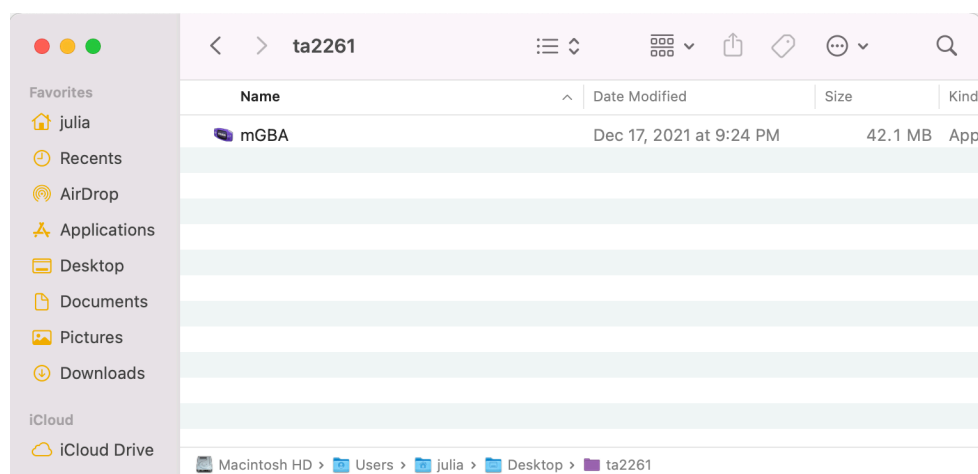 ta2261
Favorites
julia
Recents
AirDrop
Applications
Desktop
Documents
Pictures
Downloads
iCloud
iCloud Drive
Name Date Modified Size Kind
mGBA Dec 17, 2021 at 9:24 PM 42.1 MB App
Macintosh HD › Users › julia › Desktop › ta2261